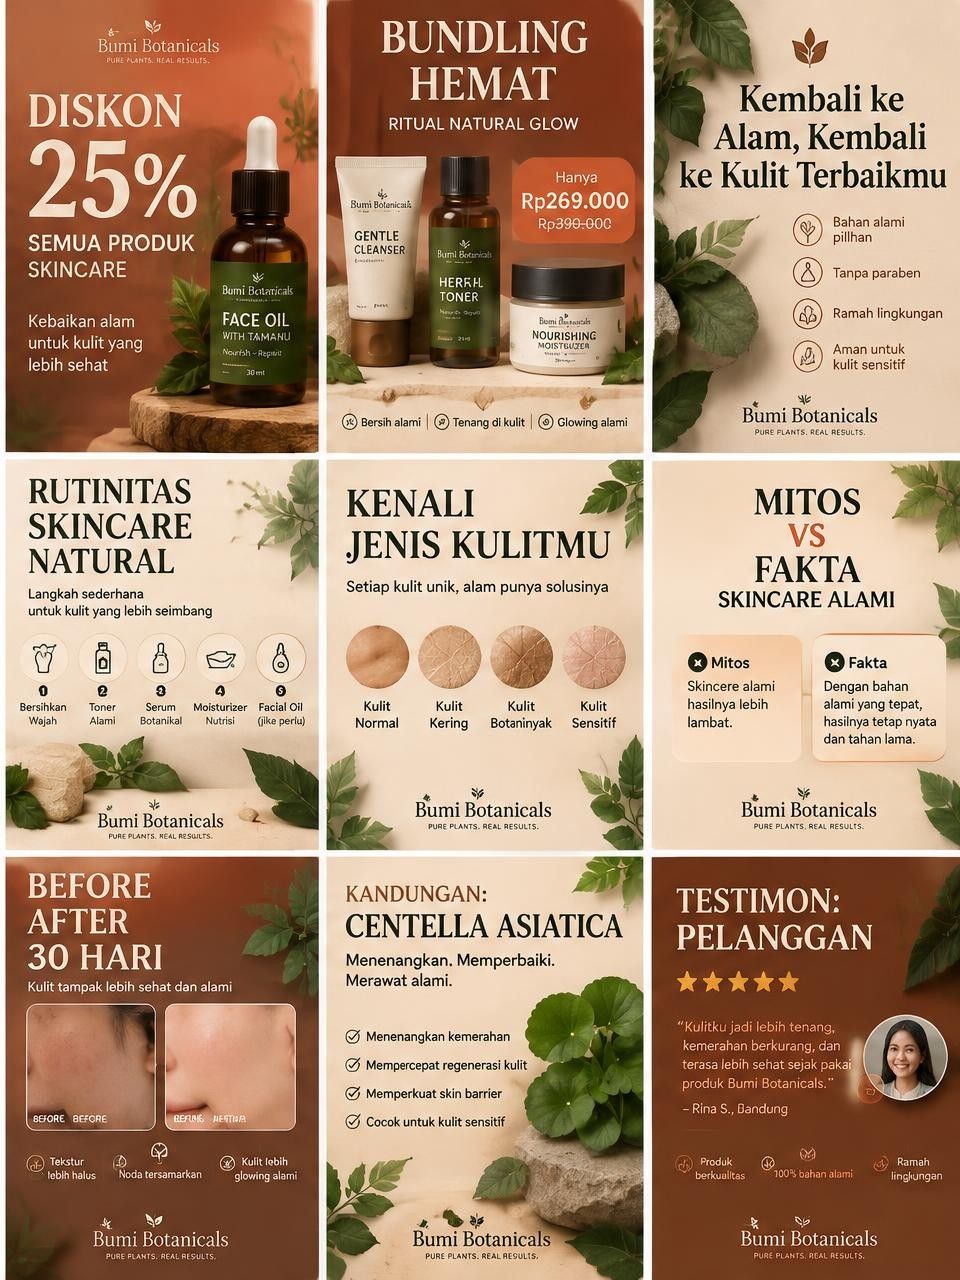 Bumi Botanicals
PURE PLANTS. REAL RESULTS.
DISKON
25%
SEMUA PRODUK
SKINCARE
Kebaikan alam
untuk kulit yang
lebih sehat
Bumi Botanicals
FACE OIL
WITH TAMANU
Nourish - Repair
30 ml
BUNDLING
HEMAT
RITUAL NATURAL GLOW
Hanya
Rp269.000
Rp390.000
Bumi Botanicals
GENTLE
CLEANSER
Bumi Botanicals
TONER
NOURISHING
Bersih alami
Tenang di kulit
Glowing alami
Kembali ke
Alam, Kembali
ke Kulit Terbaikmu
Bahan alami
pillhan
Tanpa paraben
Ramah lingkungan
Aman untuk
kulit sensitif
Bumi Botanicals
PURE PLANTS. REAL RESULTS.
RUTINITAS
SKINCARE
NATURAL
Langkah sederhana
untuk kulit yang lebih seimbang
1 2 3 4 5
Bersihkan Toner Serum Moisturizer Facial Oil
Wajah Alami Botanikal Nutrisi (jike perlu)
Bumi Botanicals
PURE PLANTS. REAL RESULTS.
KENALI
JENIS KULITMU
Setiap kulit unik, alam punya solusinya
Kulit Kulit Kulit Kulit
Normal Kering Botaninyak Sensitif
Bumi Botanicals
PURE PLANTS. REAL RESULTS.
MITOS
VS
FAKTA
SKINCARE ALAMI
Mitos
Skincere alami
hasilnya lebih
lambat.
Fakta
Dengan bahan
alami yang tepat,
hasilnya tetap nyata
dan tahan lama.
Bumi Botanicals
PURE PLANTS. REAL RESULTS.
BEFORE
AFTER
30 HARI
Kulit tampak lebih sehat dan alami
BEFORE BEFORE
Tekstur
lebih halus
Noda tersamarkan
Kulit lebih
glowing alami
Bumi Botanicals
PURE PLANTS. REAL RESULTS.
KANDUNGAN:
CENTELLA ASIATICA
Menenangkan. Memperbaiki.
Merawat alami.
Menenangkan kemerahan
Mempercepat regenerasi kulit
Memperkuat skin barrier
Cocok untuk kulit sensitif
Bumi Botanicals
PURE PLANTS. REAL RESULTS.
TESTIMON:
PELANGGAN
“Kulitku jadi lebih tenang,
kemerahan berkurang, dan
terasa lebih sehat sejak pakai
produk Bumi Botanicals.”
– Rina S., Bandung
Produk
berkualitas
100% bahan alami
Ramah
lingkungan
Bumi Botanicals
PURE PLANTS. REAL RESULTS.